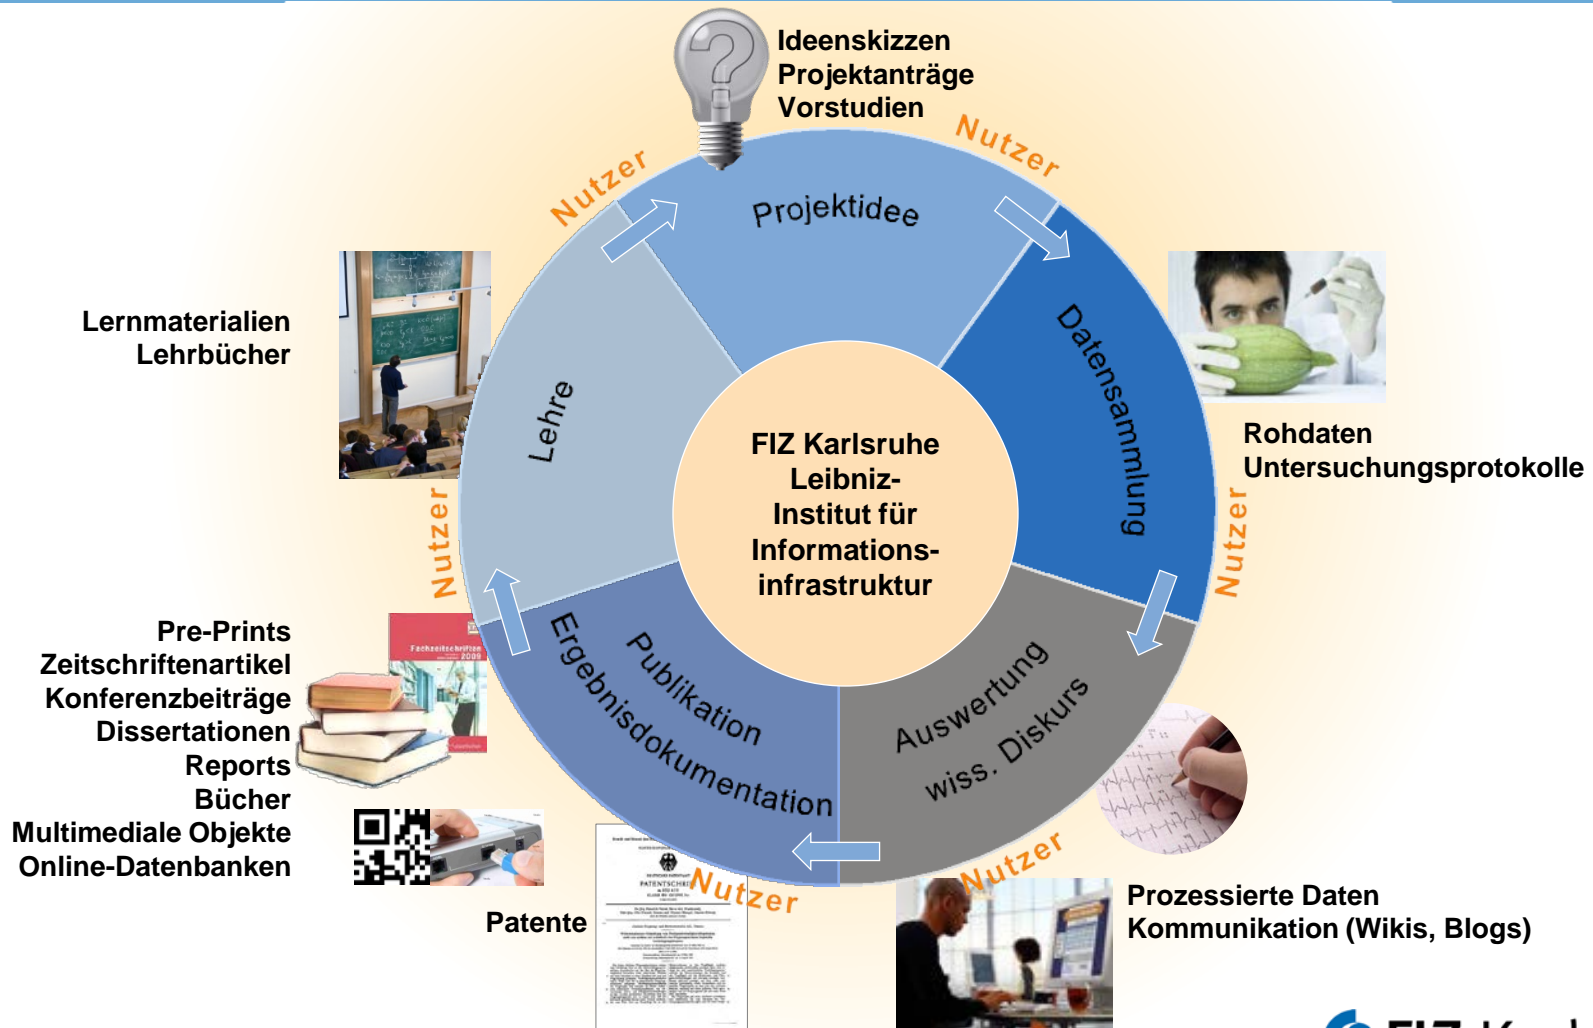 Ideenskizzen
Projektanträge
Vorstudien
Nutzer
Nutzer
Projektidee
Datensammlung
Lernmaterialien
Lehrbücher
Lehre
FIZ Karlsruhe
Leibniz-
Institut für
Informations-
infrastruktur
Rohdaten
Untersuchungsprotokolle
Nutzer
Nutzer
Pre-Prints
Zeitschriftenartikel
Konferenzbeiträge
Dissertationen
Reports
Bücher
Multimediale Objekte
Online-Datenbanken
Fachzeitschriften
2009
Publikation
Ergebnisdokumentation
Auswertung
wiss. Diskurs
Nutzer
Nutzer
Patente
PATENTSCHRIFT
Prozessierte Daten
Kommunikation (Wikis, Blogs)
FIZ